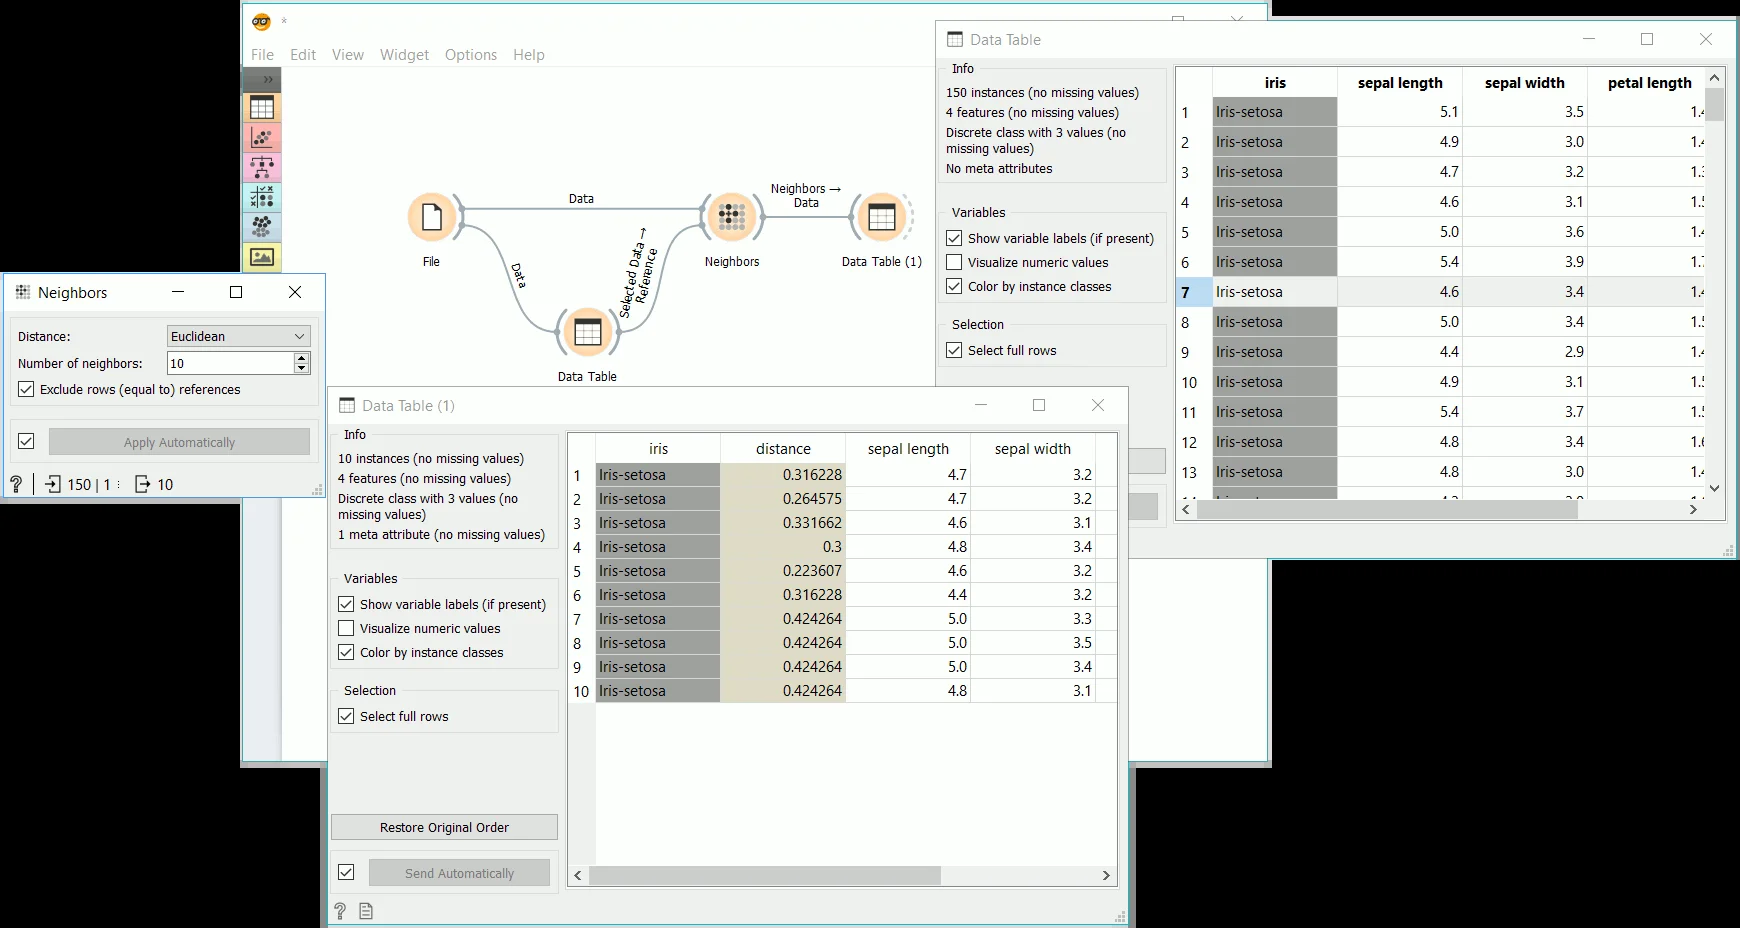 *
File Edit View Widget Options Help
»
Data
Neighbors →
Data
Data
Selected Data →
Reference
File
Neighbors
Data Table (1)
Data Table
Neighbors
Distance: Euclidean
Number of neighbors: 10
Exclude rows (equal to) references
Apply Automatically
? 150 | 1 10
Data Table
Info
150 instances (no missing values)
4 features (no missing values)
Discrete class with 3 values (no
missing values)
No meta attributes
Variables
Show variable labels (if present)
Visualize numeric values
Color by instance classes
Selection
Select full rows
iris sepal length sepal width petal length
1 Iris-setosa 5.1 3.5
2 Iris-setosa 4.9 3.0
3 Iris-setosa 4.7 3.2
4 Iris-setosa 4.6 3.1
5 Iris-setosa 5.0 3.6
6 Iris-setosa 5.4 3.9
7 Iris-setosa 4.6 3.4
8 Iris-setosa 5.0 3.4
9 Iris-setosa 4.4 2.9
10 Iris-setosa 4.9 3.1
11 Iris-setosa 5.4 3.7
12 Iris-setosa 4.8 3.4
13 Iris-setosa 4.8 3.0
Data Table (1)
Info
10 instances (no missing values)
4 features (no missing values)
Discrete class with 3 values (no
missing values)
1 meta attribute (no missing values)
Variables
Show variable labels (if present)
Visualize numeric values
Color by instance classes
Selection
Select full rows
Restore Original Order
Send Automatically
?
iris distance sepal length sepal width
1 Iris-setosa 0.316228 4.7 3.2
2 Iris-setosa 0.264575 4.7 3.2
3 Iris-setosa 0.331662 4.6 3.1
4 Iris-setosa 0.3 4.8 3.4
5 Iris-setosa 0.223607 4.6 3.2
6 Iris-setosa 0.316228 4.4 3.2
7 Iris-setosa 0.424264 5.0 3.3
8 Iris-setosa 0.424264 5.0 3.5
9 Iris-setosa 0.424264 5.0 3.4
10 Iris-setosa 0.424264 4.8 3.1